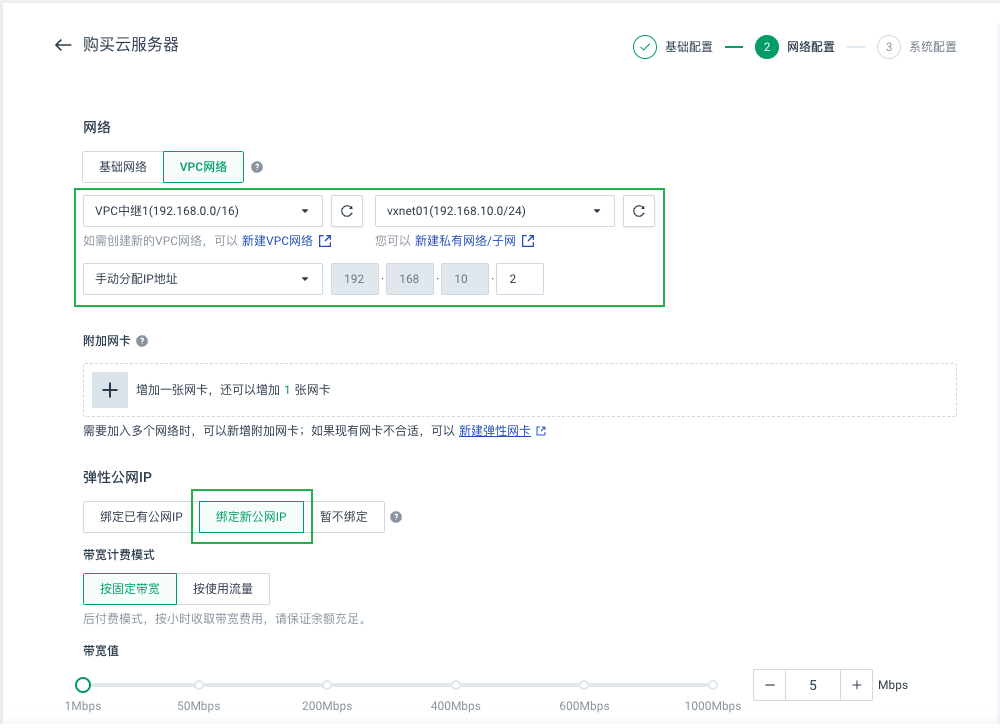 购买云服务器
基础配置 2 网络配置 3 系统配置
网络
基础网络 VPC网络 ?
VPC中继1(192.168.0.0/16) vxnet01(192.168.10.0/24)
如需创建新的VPC网络，可以 新建VPC网络 您可以 新建私有网络/子网
手动分配IP地址 192 · 168 · 10 · 2
附加网卡 ?
增加一张网卡，还可以增加 1 张网卡
需要加入多个网络时，可以新增附加网卡；如果现有网卡不合适，可以 新建弹性网卡
弹性公网IP
绑定已有公网IP 绑定新公网IP 暂不绑定 ?
带宽计费模式
按固定带宽 按使用流量
后付费模式，按小时收取带宽费用，请保证余额充足。
带宽值
5 Mbps
1Mbps 50Mbps 200Mbps 400Mbps 600Mbps 1000Mbps